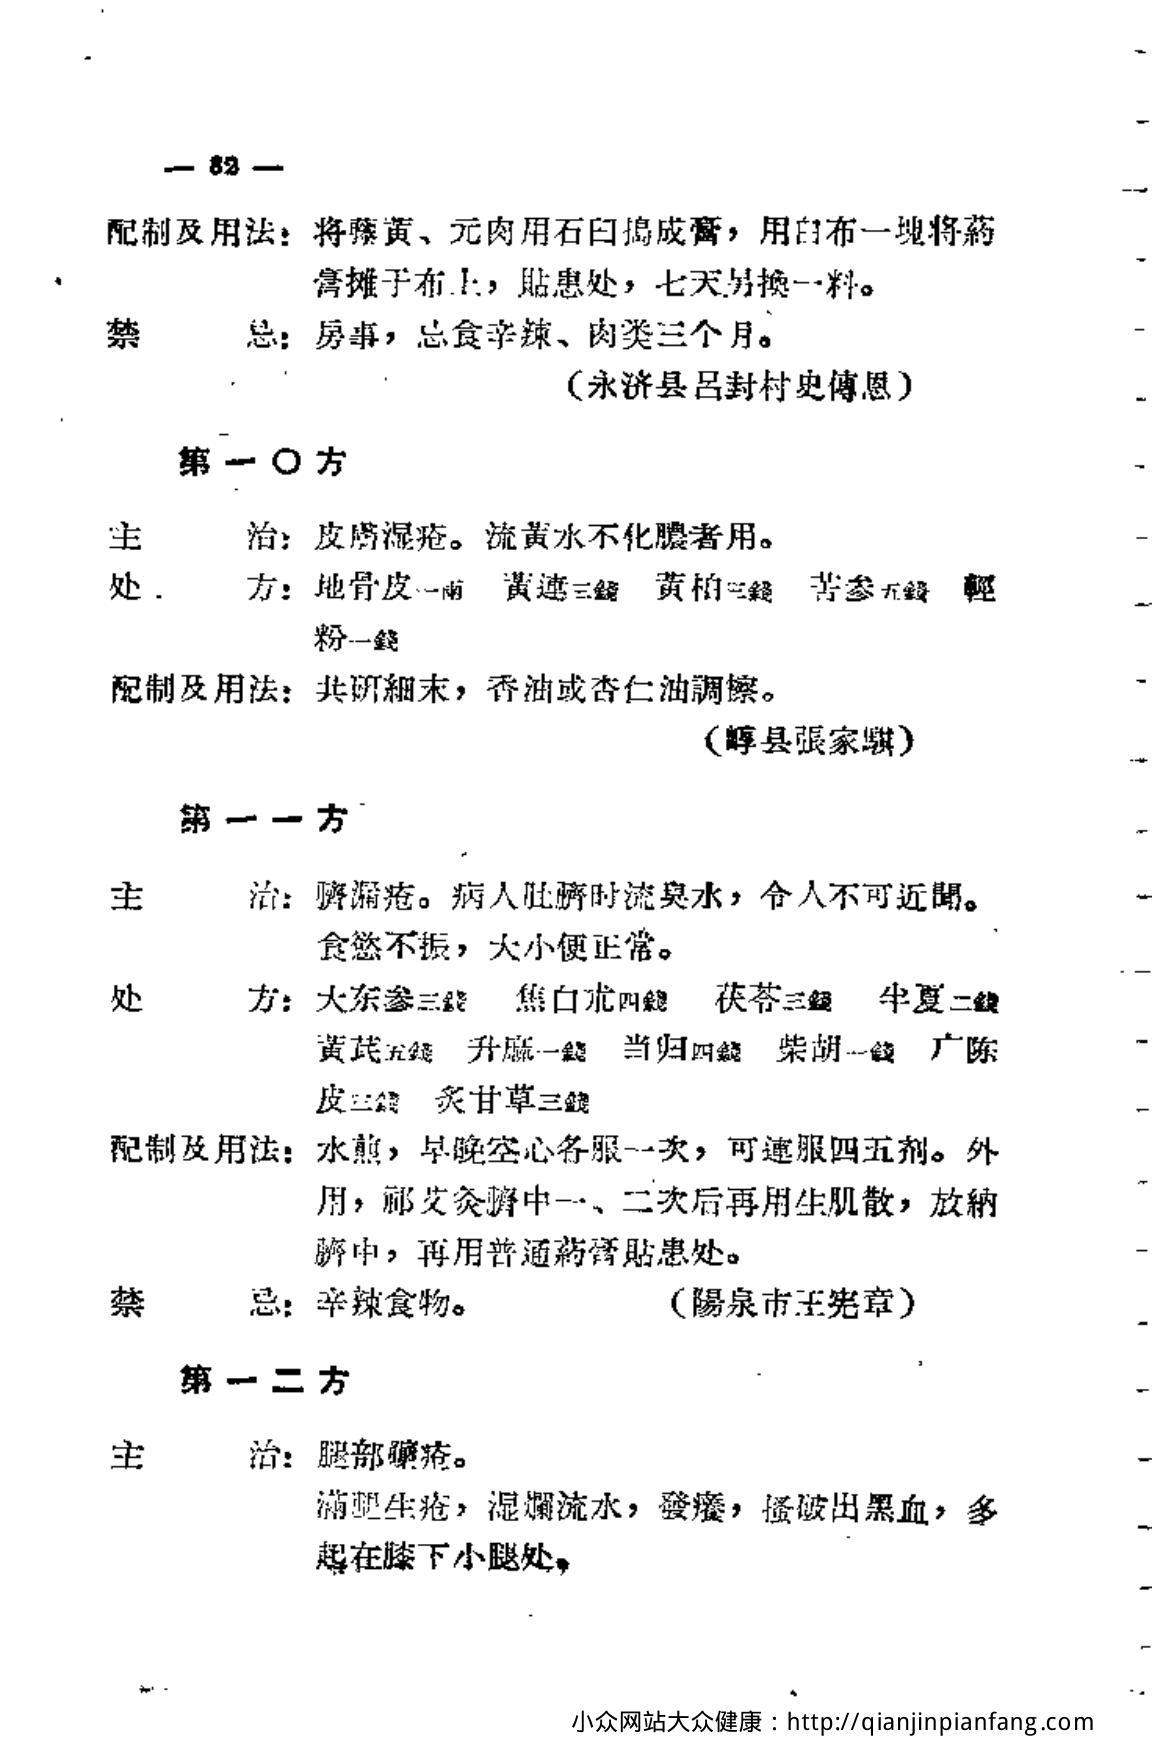 — 82 —
配制及用法：将藤黃、元肉用石臼搗成膏，用白布一塊将葯
膏摊于布上，貼患处，七天另換一料。
禁忌：房事，忌食辛辣、肉类三个月。
（永济县呂封村史傳恩）
第一〇方
主治：皮膚湿疮。流黃水不化膿者用。
处方：地骨皮一兩 黃連三錢 黃柏三錢 苦参五錢 輕
粉一錢
配制及用法：共研細末，香油或杏仁油調擦。
（崞县張家騏）
第一一方
主治：臍漏疮。病人肚臍时流臭水，令人不可近聞。
食慾不振，大小便正常。
处方：大东参三錢 焦白朮四錢 茯苓三錢 半夏二錢
黃芪五錢 升麻一錢 当归四錢 柴胡一錢 广陈
皮三錢 炙甘草三錢
配制及用法：水煎，早晚空心各服一次，可連服四五剂。外
用，祁艾灸臍中一、二次后再用生肌散，放納
臍中，再用普通葯膏貼患处。
禁忌：辛辣食物。 （陽泉市王宪章）
第一二方
主治：腿部疮。
滿腿生疮，湿爛流水，發癢，搔破出黑血，多
起在膝下小腿处。
小众网站大众健康：http://qianjinpianfang.com